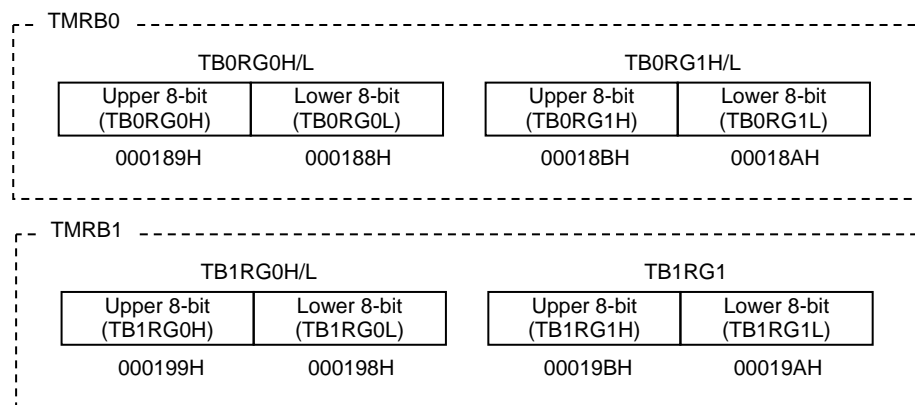 TMRB0
TB0RG0H/L TB0RG1H/L
Upper 8-bit Lower 8-bit Upper 8-bit Lower 8-bit
(TB0RG0H) (TB0RG0L) (TB0RG1H) (TB0RG1L)
000189H 000188H 00018BH 00018AH
TMRB1
TB1RG0H/L TB1RG1
Upper 8-bit Lower 8-bit Upper 8-bit Lower 8-bit
(TB1RG0H) (TB1RG0L) (TB1RG1H) (TB1RG1L)
000199H 000198H 00019BH 00019AH